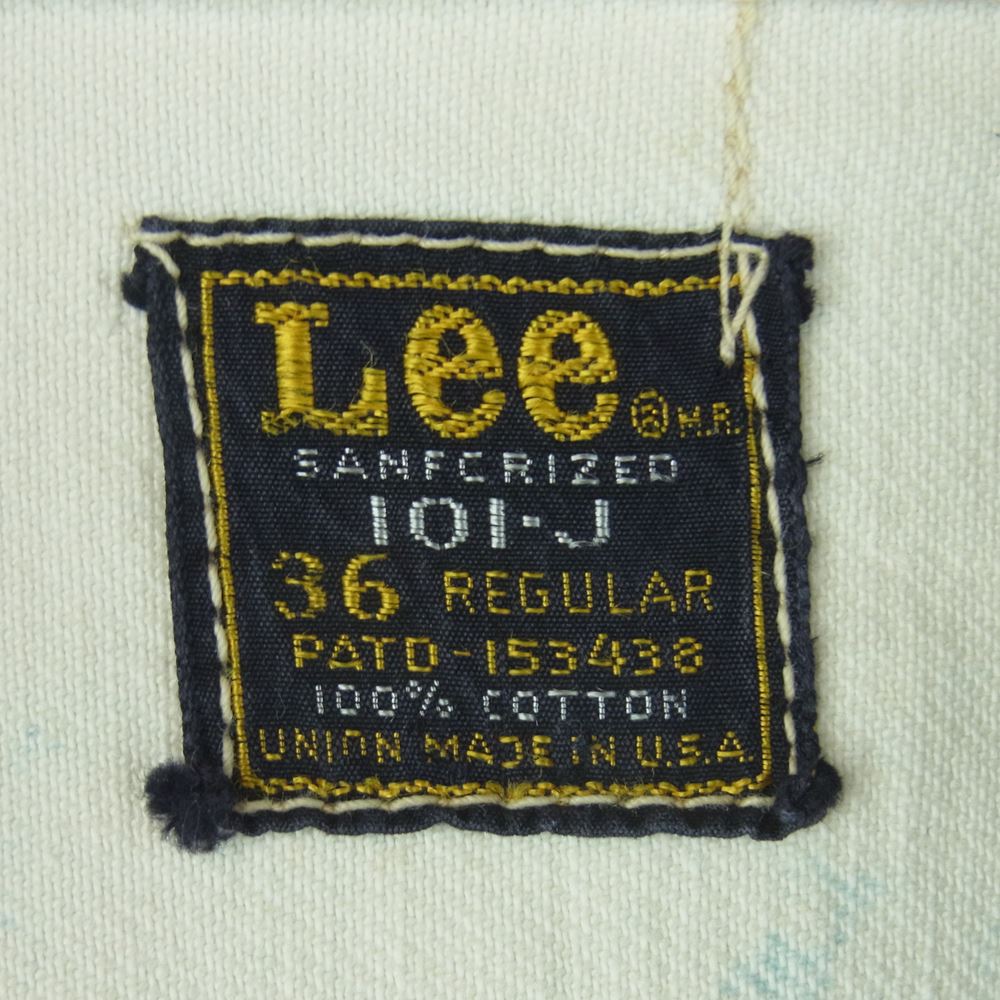 Lee ® M.R.
SANFORIZED
101-J
36 REGULAR
PATD-153438
100% COTTON
UNION MADE IN U.S.A.